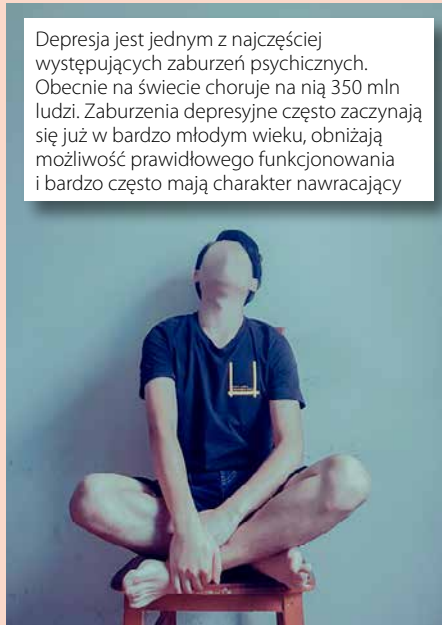 Depresja jest jednym z najczęściej
występujących zaburzeń psychicznych.
Obecnie na świecie choruje na nią 350 mln
ludzi. Zaburzenia depresyjne często zaczynają
się już w bardzo młodym wieku, obniżają
możliwość prawidłowego funkcjonowania
i bardzo często mają charakter nawracający